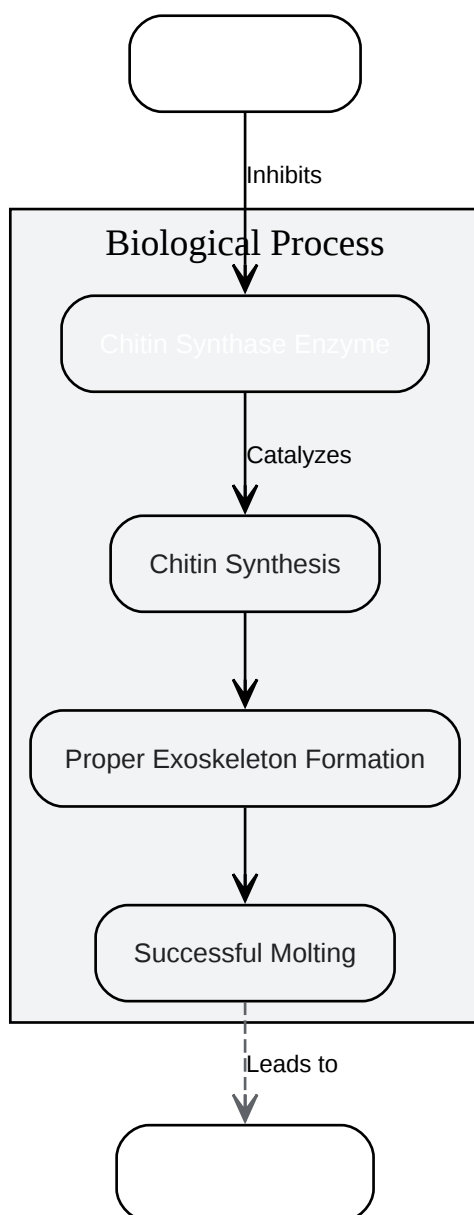 Inhibits
Biological Process
Chitin Synthase Enzyme
Catalyzes
Chitin Synthesis
Proper Exoskeleton Formation
Successful Molting
Leads to